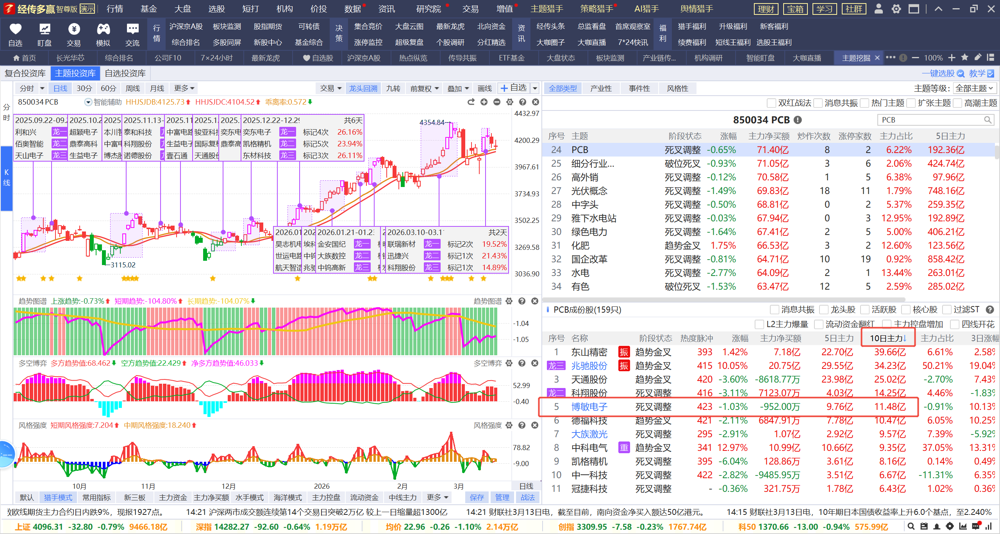 经传多赢 智尊版 演示 行情 基金 大盘 选股 短打 机构 价投 数据 资讯 研究院 交易 增值 主题猎手 策略猎手 AI猎手 舆情猎手 理财 宝箱 学习 社群
自选 盯盘 交易 模拟 交流
行情 沪深京A股 板块监测 股指期货 可转债 决策 集合竞价 大盘云图 最新龙虎 北向资金 资讯 经传头条 总监看盘 首席观察室 福利 猎手福利 升级福利 新客福利
综合排名 多股同屏 新股中心 基金综合 涨停监控 超级复盘 个股调研 分红精选 大咖圈子 大咖直播 7*24快讯 续费福利 短线王福利 选股王福利
首页 长光华芯 综合排名 公司F10 7×24小时 最新龙虎 自选股 沪深京A股 热点纵览 传导共振 ETF基金 大盘状态 板块监测 产业链传... 机构调研 智能盯盘 大咖直播 主题挖掘 100%
复合投资库 主题投资库 自选投资库 一键选股 教学
分时 日线 30分 60分 周线 月线 更多 交易 龙头回溯 九转 前复权 叠加 画线 自选
分时
K线
850034 PCB 智能辅助 HHJSJDB:4125.73 HHJSJDC:4104.52 乖离率:0.572
2025.09.22-09. 2025.10.2 2025. 2025.11.13- 2025.11 2025.1 2025. 2025.12.22-12.29 共6天
利和兴 龙一 超颖电子 本川智 泰和科技 中富电路 骏亚科技 奕东电 奕东电子 龙一 标记4次 26.16%
佰奥智能 龙二 鼎泰高科 中富电 科翔股份 生益电子 国际复材 鼎泰高 凯格精机 龙二 标记5次 23.94%
天山电子 龙三 生益电子 博杰股 诺德股份 壹石通 天通股份 东材科技 龙三 标记3次 26.11%
4354.84
3115.02
4432.97
4200.29
3967.61
3734.93
3502.25
3269.58
3036.90
2026.01 202 2026.01.21-01.23 2026.03.10-03.11 共2天
昊志机电 埃科 金安国纪 龙一 联瑞新材 龙一 标记2次 19.52%
世运电路 中钨 大族数控 龙二 迅捷兴 龙二 标记1次 21.43%
航天智造 兆驰 中钨高新 龙三 科翔股份 龙三 标记1次 14.89%
趋势图谱 上涨趋势:-0.73% 短期趋势:-104.80% 长期趋势:-104.07% 趋势图谱
-1.04
-1.05
多空博弈 多方趋势值:68.462 空方趋势值:22.429 净多方趋势值:46.033 多空博弈
52.99
-0.40
风格强度 短期风格强度:7.204 中期风格强度:18.240 风格强度
78.82
-9.00
10月 11月 12月 2026 2月 3月 日线
默认 猎手模式 常用指标 新三板 主力资金 主力净买额 水手模式 海洋模式 主力控盘 流动资金 中线主力 更多 保存 管理 战法
全部类型 产业性 事件性 风格性 主题等级: 全部主题
双红战法 消息共振 热门主题 扩张主题 高潮主题
850034 PCB PCB
序号 主题 阶段状态 涨幅 主力净买额 炒作次数 涨停家数 主力占比 5日主力
24 PCB 死叉调整 -0.65% 71.40亿 8 2 6.22% 192.36亿
25 细分行业... 破位死叉 -0.93% 71.05亿 3 6 2.06% 424.74亿
26 高外销 死叉调整 -0.12% 70.58亿 1 5 6.38% 97.96亿
27 光伏概念 死叉调整 -1.49% 69.83亿 18 11 1.79% 748.16亿
28 中字头 死叉调整 -0.50% 68.81亿 0 2 5.37% 259.35亿
29 雅下水电站 死叉调整 -0.03% 67.94亿 0 3 12.95% 192.89亿
30 绿色电力 死叉调整 -1.64% 67.41亿 2 5 5.00% 406.21亿
31 化肥 趋势金叉 1.75% 66.53亿 3 2 12.60% 123.56亿
32 国企改革 死叉调整 -0.81% 64.71亿 10 19 0.92% 858.42亿
33 水电 死叉调整 -2.77% 64.09亿 2 1 13.44% 263.01亿
34 有色 破位死叉 -1.53% 63.47亿 12 5 2.59% 285.02亿
PCB成份股(159只) 消息共振 龙头股 活跃股 核心股 过滤ST
L2主力爆量 流动资金翻红 主力控盘增加 四线开花
序号 名称 阶段状态 热度脉冲 涨幅 主力净买额 5日主力 10日主力↓ 主力占比 3日涨幅
1 东山精密 振 趋势金叉 393 1.42% 7.18亿 22.70亿 39.66亿 6.61% 2.58%
龙三 兆驰股份 振 趋势金叉 415 10.05% 20.75亿 29.55亿 34.23亿 50.21% 19.04%
3 天通股份 趋势金叉 420 -3.60% -8618.77万 23.98亿 25.02亿 -2.70% 7.43%
龙二 科翔股份 死叉调整 416 -3.11% 7123.07万 4.03亿 14.25亿 4.46% -1.83%
5 博敏电子 死叉调整 423 -1.03% -952.00万 9.76亿 11.48亿 -0.91% 10.13%
6 德福科技 趋势金叉 421 -2.11% 6847.91万 7.78亿 10.47亿 6.05% 10.25%
7 大族激光 死叉调整 295 -2.91% 1.07亿 2.92亿 9.57亿 7.39% -5.92%
8 中科电气 重 趋势金叉 341 12.97% 10.99亿 10.66亿 9.35亿 37.05% 13.31%
9 凯格精机 死叉调整 395 -6.04% 128.86万 3.61亿 8.16亿 0.14% 0.49%
10 中一科技 死叉调整 422 -2.82% -9485.95万 3.51亿 6.67亿 -11.31% 6.35%
11 冠捷科技 死叉调整 - -0.36% 321.75万 1.78亿 6.43亿 1.02% 0.36%
欧线期货主力合约日内跌9%，现报1927点。 14:21 沪深两市成交额连续第14个交易日突破2万亿 较上一日缩量超1300亿 14:21 财联社3月13日电，截至目前，南向资金净买入额达50亿港元。 14:15 财联社3月13日电，10年期日本国债收益率上升6.0个基点，至2.240%
上证 4096.31 -32.80 -0.79% 9466.18亿 深指 14282.27 -92.60 -0.64% 1.19万亿 均价 22.96 -0.26 -1.10% 2.14万亿 创指 3309.95 -7.58 -0.23% 1767.74亿 科50 1370.66 -13.00 -0.94% 575.99亿